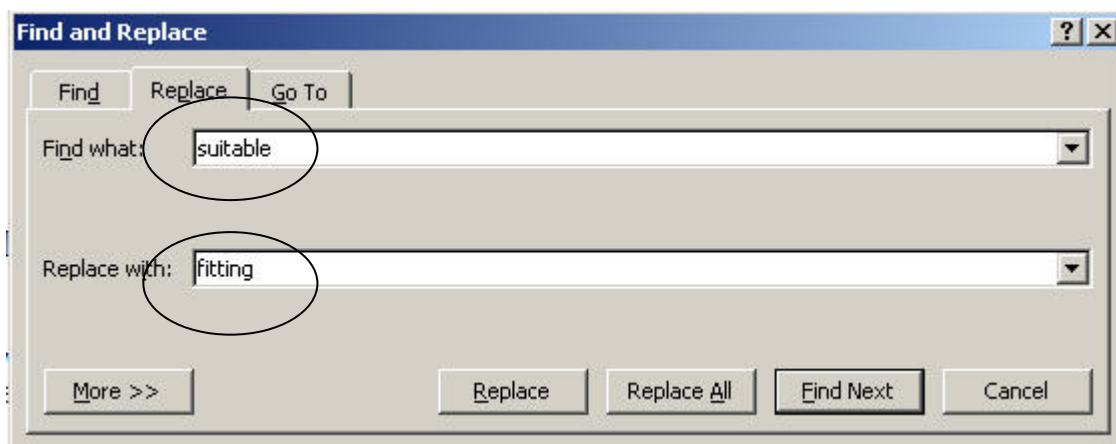 Find and Replace
Find Replace Go To
Find what: suitable
Replace with: fitting
More >> Replace Replace All Find Next Cancel